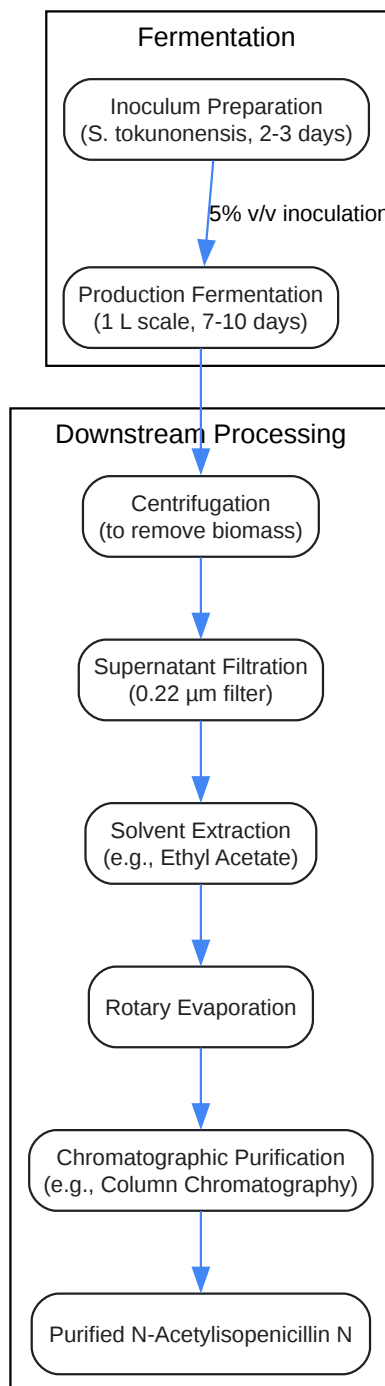 Fermentation
Inoculum Preparation
(S. tokunonensis, 2-3 days)
5% v/v inoculation
Production Fermentation
(1 L scale, 7-10 days)
Downstream Processing
Centrifugation
(to remove biomass)
Supernatant Filtration
(0.22 µm filter)
Solvent Extraction
(e.g., Ethyl Acetate)
Rotary Evaporation
Chromatographic Purification
(e.g., Column Chromatography)
Purified N-Acetylisopenicillin N